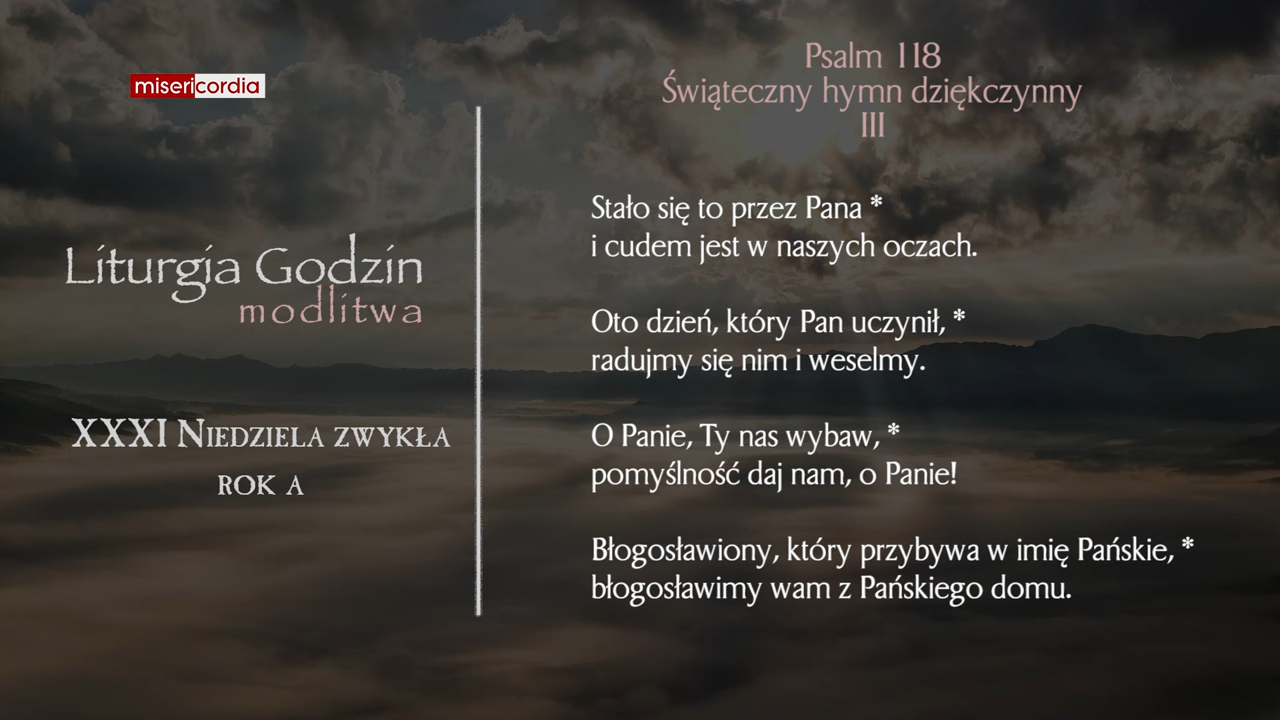 misericordia
Liturgia Godzin
modlitwa
XXXI Niedziela zwykła
rok A
Psalm 118
Świąteczny hymn dziękczynny
III
Stało się to przez Pana *
i cudem jest w naszych oczach.
Oto dzień, który Pan uczynił, *
radujmy się nim i weselmy.
O Panie, Ty nas wybaw, *
pomyślność daj nam, o Panie!
Błogosławiony, który przybywa w imię Pańskie, *
błogosławimy wam z Pańskiego domu.